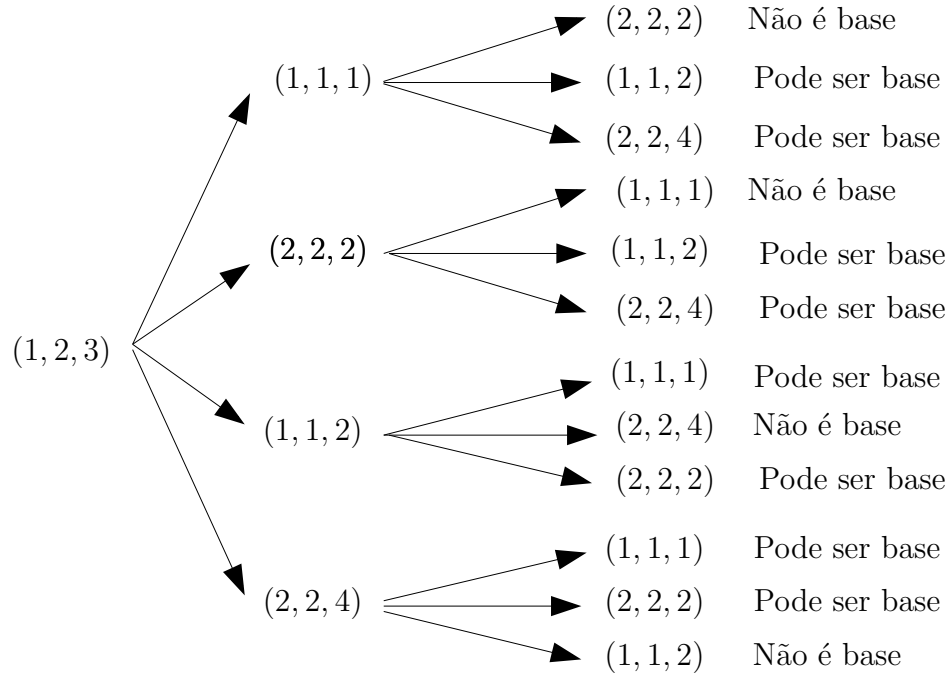 (2, 2, 2) Não é base
(1, 1, 1)
(1, 1, 2) Pode ser base
(2, 2, 4) Pode ser base
(1, 1, 1) Não é base
(2, 2, 2)
(1, 1, 2) Pode ser base
(2, 2, 4) Pode ser base
(1, 2, 3)
(1, 1, 1) Pode ser base
(1, 1, 2)
(2, 2, 4) Não é base
(2, 2, 2) Pode ser base
(1, 1, 1) Pode ser base
(2, 2, 4)
(2, 2, 2) Pode ser base
(1, 1, 2) Não é base